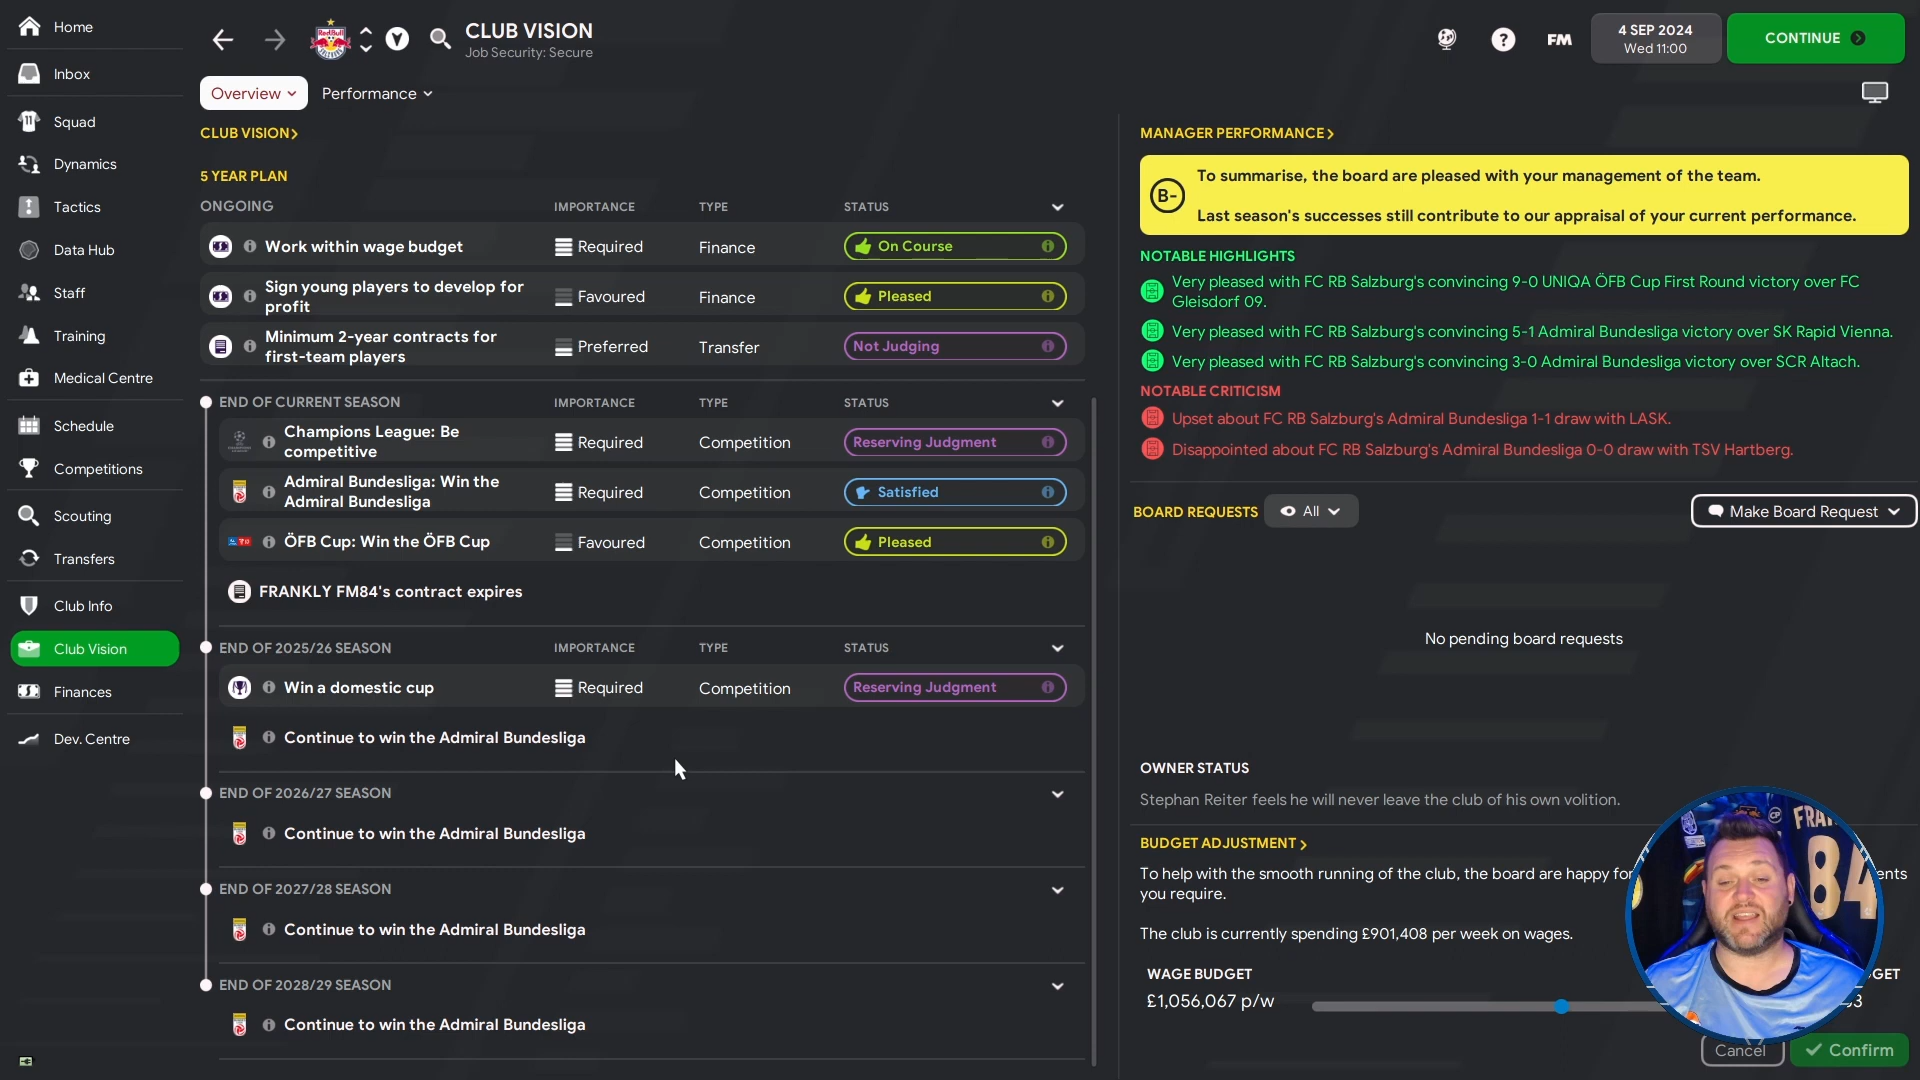 Home
Inbox
Squad
Dynamics
Tactics
Data Hub
Staff
Training
Medical Centre
Schedule
Competitions
Scouting
Transfers
Club Info
Club Vision
Finances
Dev. Centre
CLUB VISION
Job Security: Secure
FM
4 SEP 2024
Wed 11:00
CONTINUE
Overview
Performance
CLUB VISION
5 YEAR PLAN
ONGOING IMPORTANCE TYPE STATUS
Work within wage budget Required Finance On Course
Sign young players to develop for
profit Favoured Finance Pleased
Minimum 2-year contracts for
first-team players Preferred Transfer Not Judging
END OF CURRENT SEASON IMPORTANCE TYPE STATUS
Champions League: Be
competitive Required Competition Reserving Judgment
Admiral Bundesliga: Win the
Admiral Bundesliga Required Competition Satisfied
ÖFB Cup: Win the ÖFB Cup Favoured Competition Pleased
FRANKLY FM84's contract expires
END OF 2025/26 SEASON IMPORTANCE TYPE STATUS
Win a domestic cup Required Competition Reserving Judgment
Continue to win the Admiral Bundesliga
END OF 2026/27 SEASON
Continue to win the Admiral Bundesliga
END OF 2027/28 SEASON
Continue to win the Admiral Bundesliga
END OF 2028/29 SEASON
Continue to win the Admiral Bundesliga
MANAGER PERFORMANCE
B-
To summarise, the board are pleased with your management of the team.
Last season's successes still contribute to our appraisal of your current performance.
NOTABLE HIGHLIGHTS
Very pleased with FC RB Salzburg's convincing 9-0 UNIQA ÖFB Cup First Round victory over FC
Gleisdorf 09.
Very pleased with FC RB Salzburg's convincing 5-1 Admiral Bundesliga victory over SK Rapid Vienna.
Very pleased with FC RB Salzburg's convincing 3-0 Admiral Bundesliga victory over SCR Altach.
NOTABLE CRITICISM
Upset about FC RB Salzburg's Admiral Bundesliga 1-1 draw with LASK.
Disappointed about FC RB Salzburg's Admiral Bundesliga 0-0 draw with TSV Hartberg.
BOARD REQUESTS All Make Board Request
No pending board requests
OWNER STATUS
Stephan Reiter feels he will never leave the club of his own volition.
BUDGET ADJUSTMENT
To help with the smooth running of the club, the board are happy for
you require.
The club is currently spending £901,408 per week on wages.
WAGE BUDGET
£1,056,067 p/w
84
Cancel Confirm